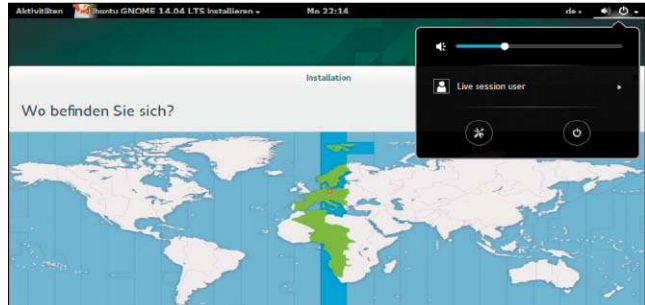 Aktivitäten Ubuntu GNOME 14.04 LTS installieren Mo 22:14 de
Installation
Live session user
Wo befinden Sie sich?